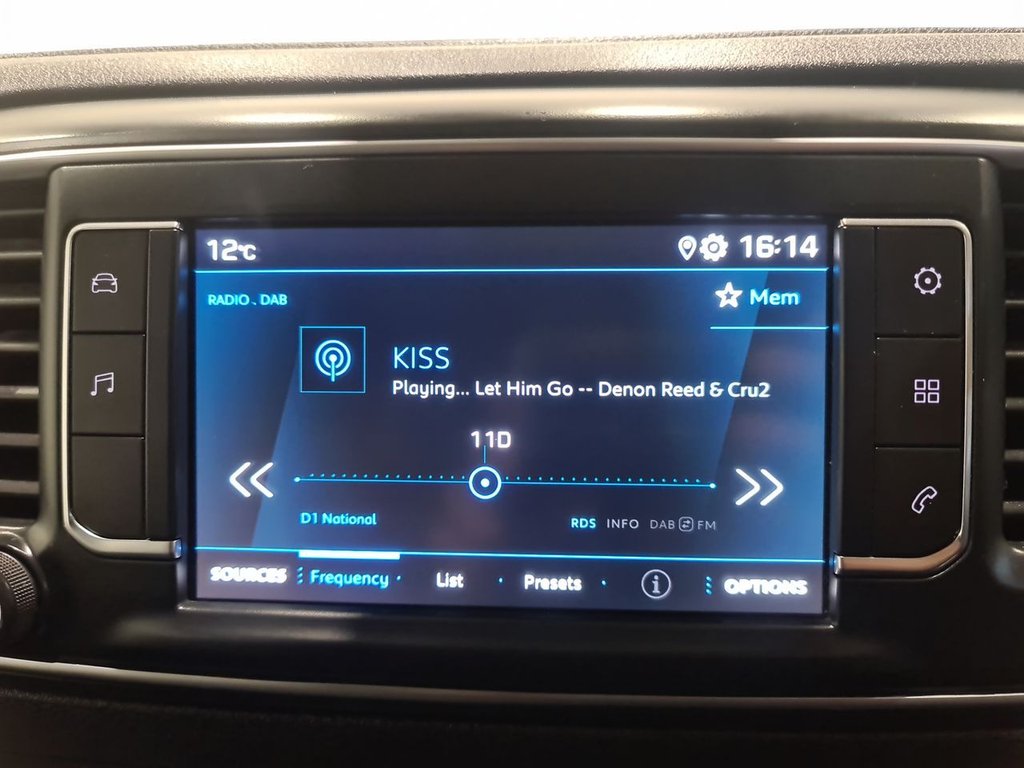 12°C 16:14
RADIO . DAB
Mem
KISS
Playing... Let Him Go -- Denon Reed & Cru2
11D
D1 National
RDS INFO DAB FM
SOURCES Frequency List Presets i OPTIONS